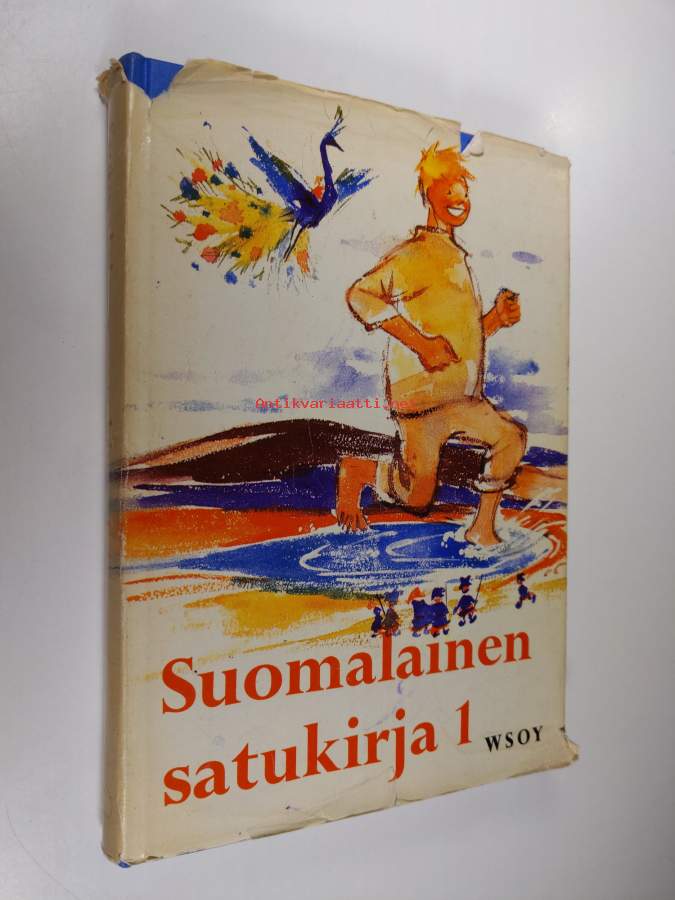 Antikvariaatti.net
Suomalainen
satukirja 1 WSOY